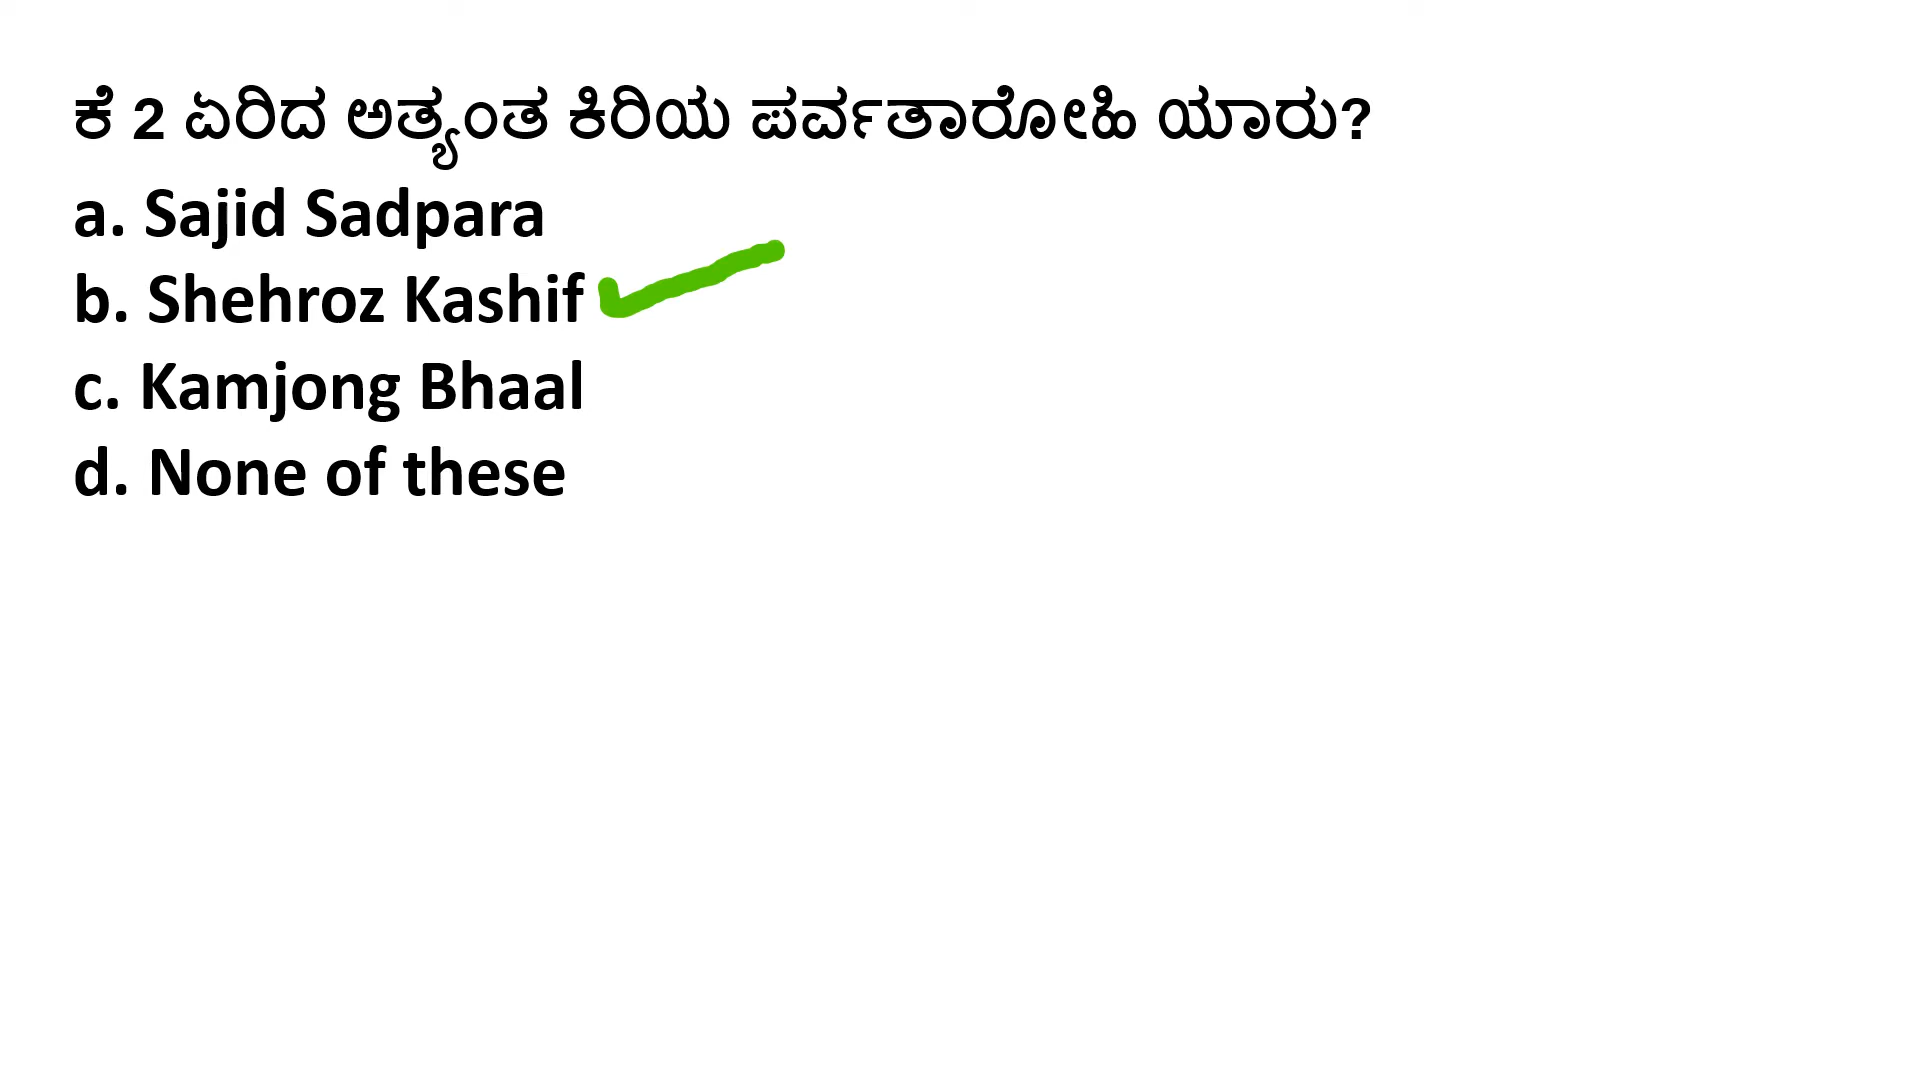 ಕೆ 2 ಏರಿದ ಅತ್ಯಂತ ಕಿರಿಯ ಪರ್ವತಾರೋಹಿ ಯಾರು?
a. Sajid Sadpara
b. Shehroz Kashif
c. Kamjong Bhaal
d. None of these